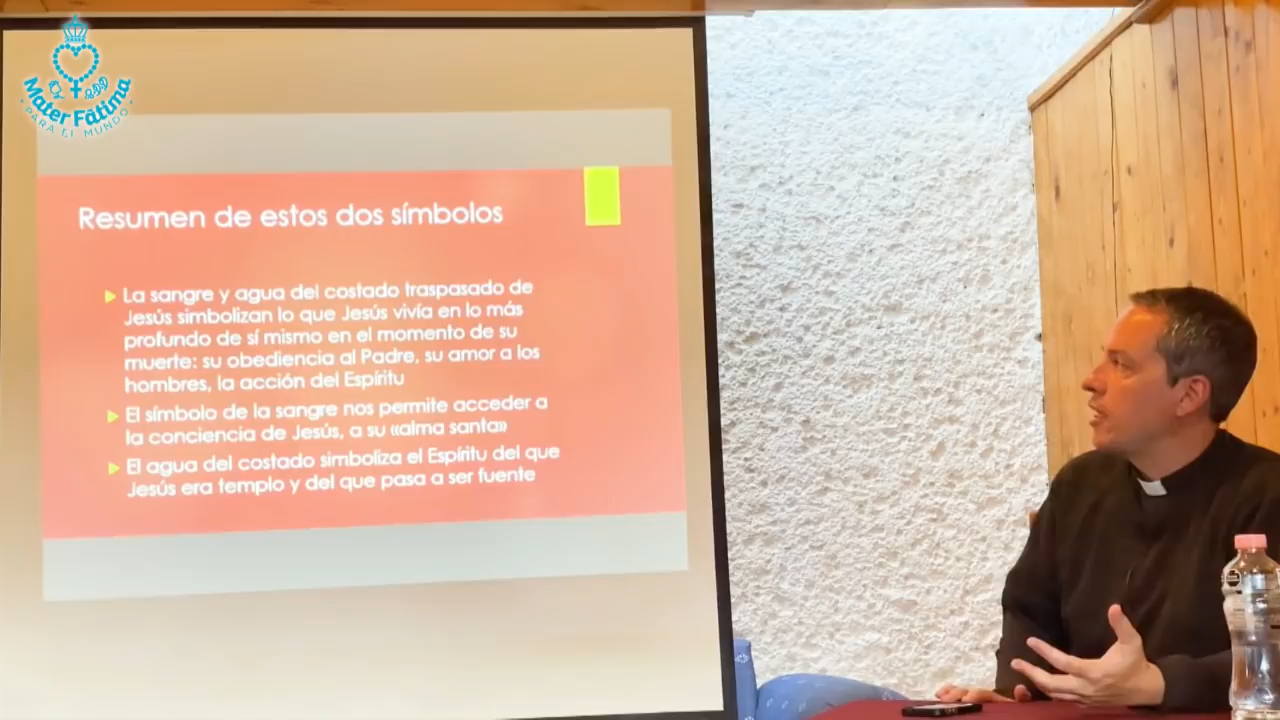 Mater Fátima
PARA EL MUNDO
Resumen de estos dos símbolos
La sangre y agua del costado traspasado de
Jesús simbolizan lo que Jesús vivía en lo más
profundo de sí mismo en el momento de su
muerte: su obediencia al Padre, su amor a los
hombres, la acción del Espíritu
El símbolo de la sangre nos permite acceder a
la conciencia de Jesús, a su «alma santa»
El agua del costado simboliza el Espíritu del que
Jesús era templo y del que pasa a ser fuente